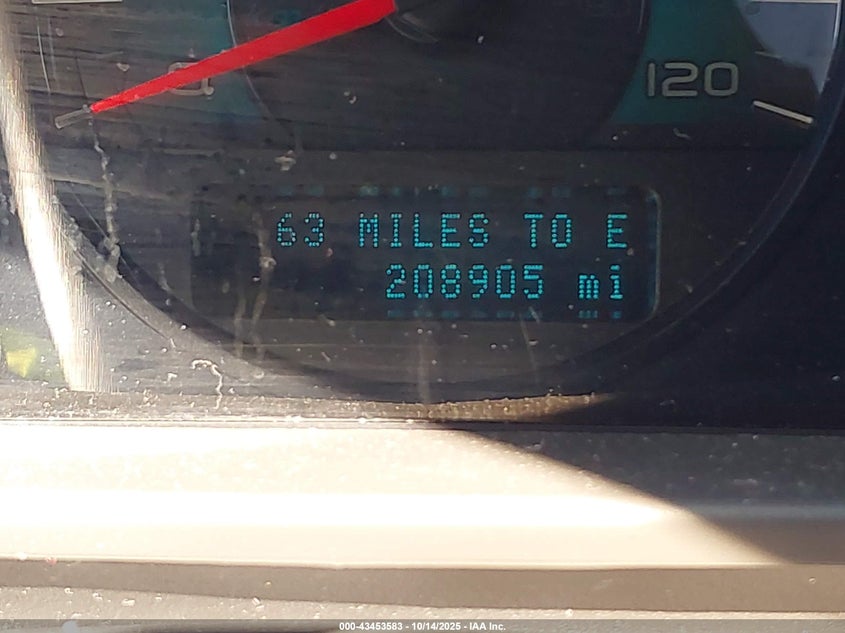 120
63 MILES TO E
208905 mi
000-43453583 - 10/14/2025 - IAA Inc.